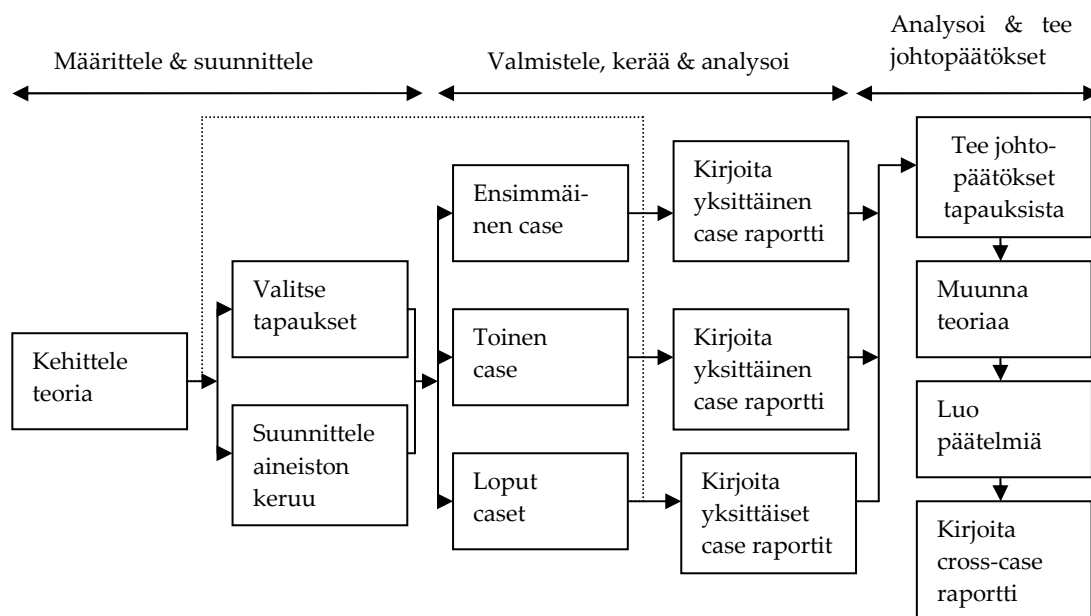 Määrittele & suunnittele
Valmistele, kerää & analysoi
Analysoi & tee
johtopäätökset
Kehittele
teoria
Valitse
tapaukset
Suunnittele
aineiston
keruu
Ensimmäi-
nen case
Toinen
case
Loput
caset
Kirjoita
yksittäinen
case raportti
Kirjoita
yksittäinen
case raportti
Kirjoita
yksittäiset
case raportit
Tee johto-
päätökset
tapauksista
Muunna
teoriaa
Luo
päätelmiä
Kirjoita
cross-case
raportti